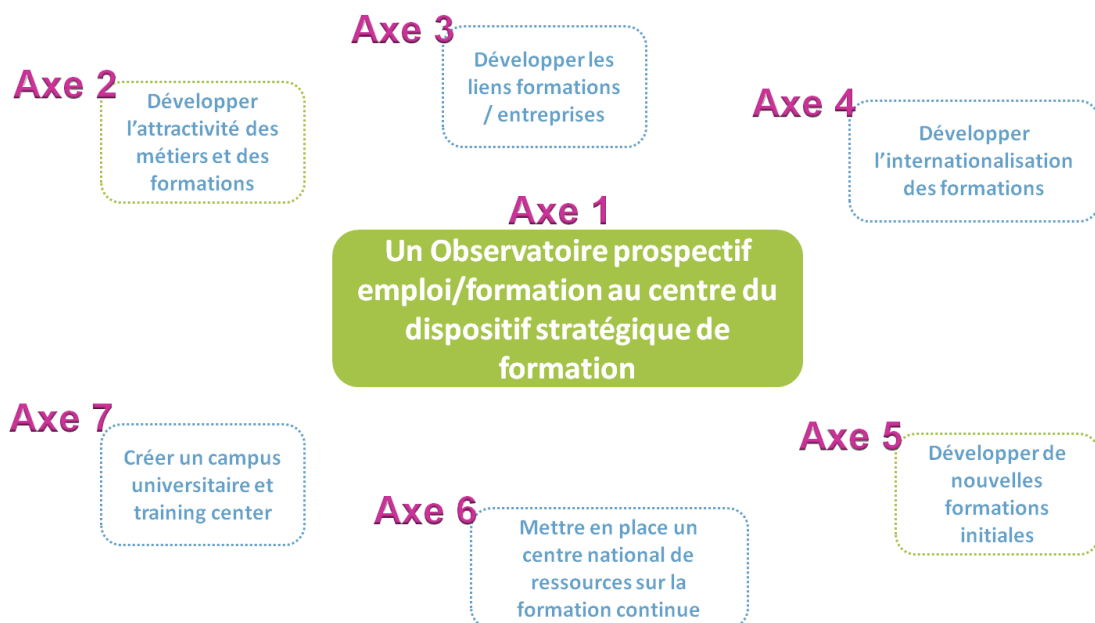 Axe 1
Un Observatoire prospectif
emploi/formation au centre du
dispositif stratégique de
formation
Axe 2
Développer
l’attractivité des
métiers et des
formations
Axe 3
Développer les
liens formations
/ entreprises
Axe 4
Développer
l’internationalisation
des formations
Axe 5
Développer de
nouvelles
formations
initiales
Axe 6
Mettre en place un
centre national de
ressources sur la
formation continue
Axe 7
Créer un campus
universitaire et
training center